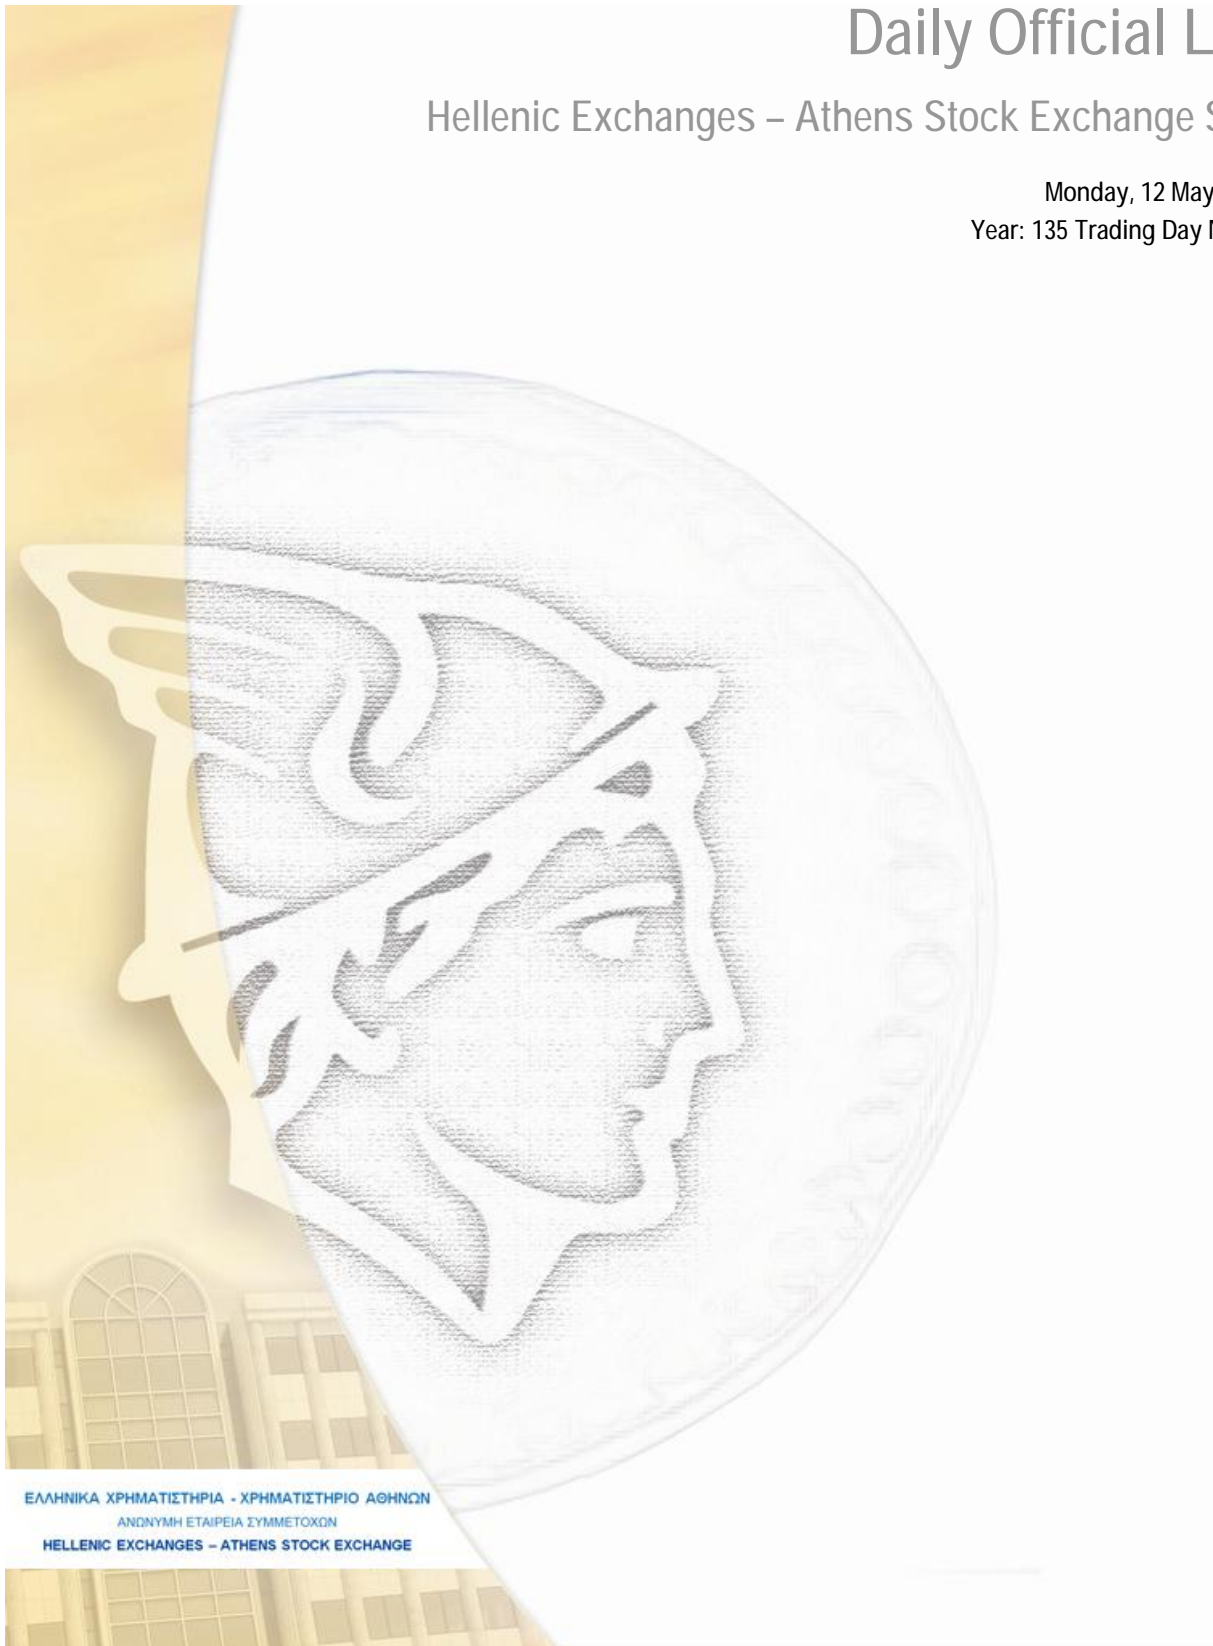 Daily Official L
Hellenic Exchanges – Athens Stock Exchange S
Monday, 12 May
Year: 135 Trading Day N
ΕΛΛΗΝΙΚΑ ΧΡΗΜΑΤΙΣΤΗΡΙΑ - ΧΡΗΜΑΤΙΣΤΗΡΙΟ ΑΘΗΝΩΝ
ΑΝΩΝΥΜΗ ΕΤΑΙΡΕΙΑ ΣΥΜΜΕΤΟΧΩΝ
HELLENIC EXCHANGES – ATHENS STOCK EXCHANGE